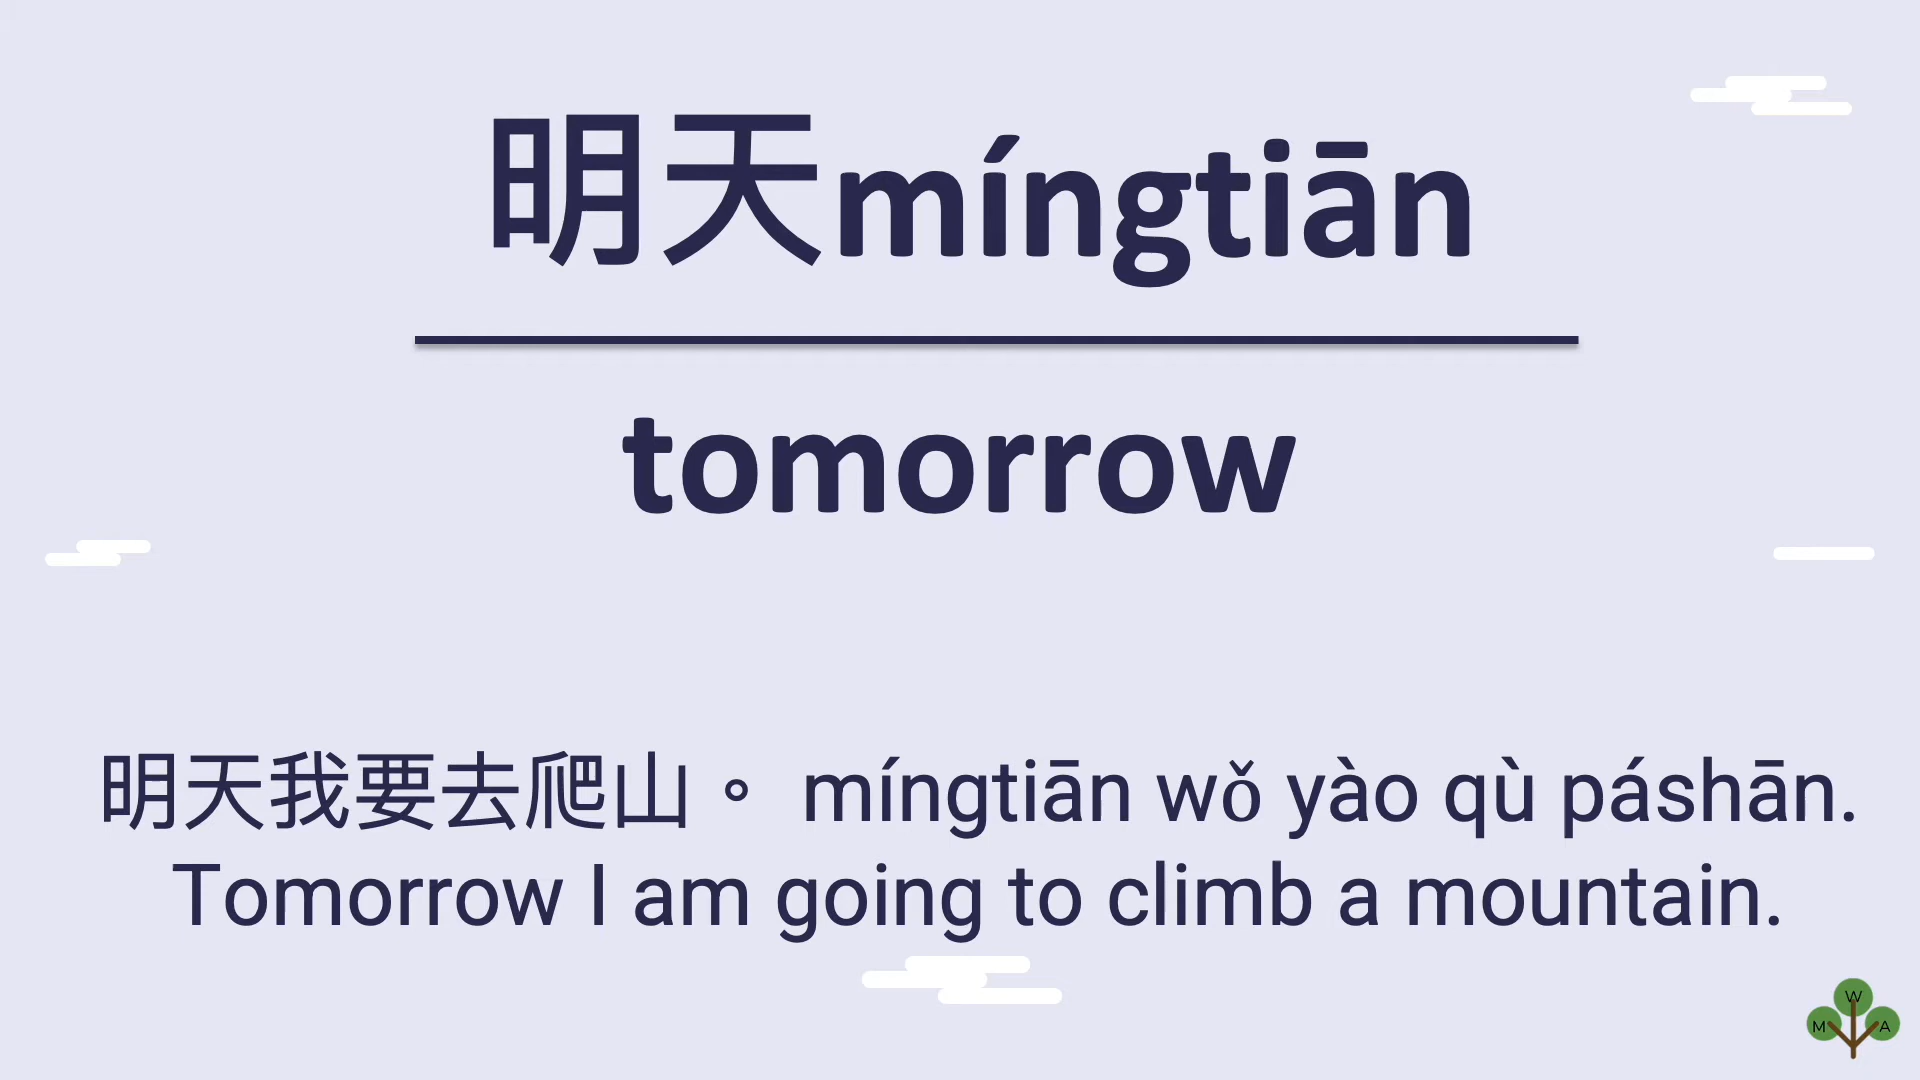 明天míngtiān
tomorrow
明天我要去爬山。 míngtiān wǒ yào qù páshān.
Tomorrow I am going to climb a mountain.
W
M A